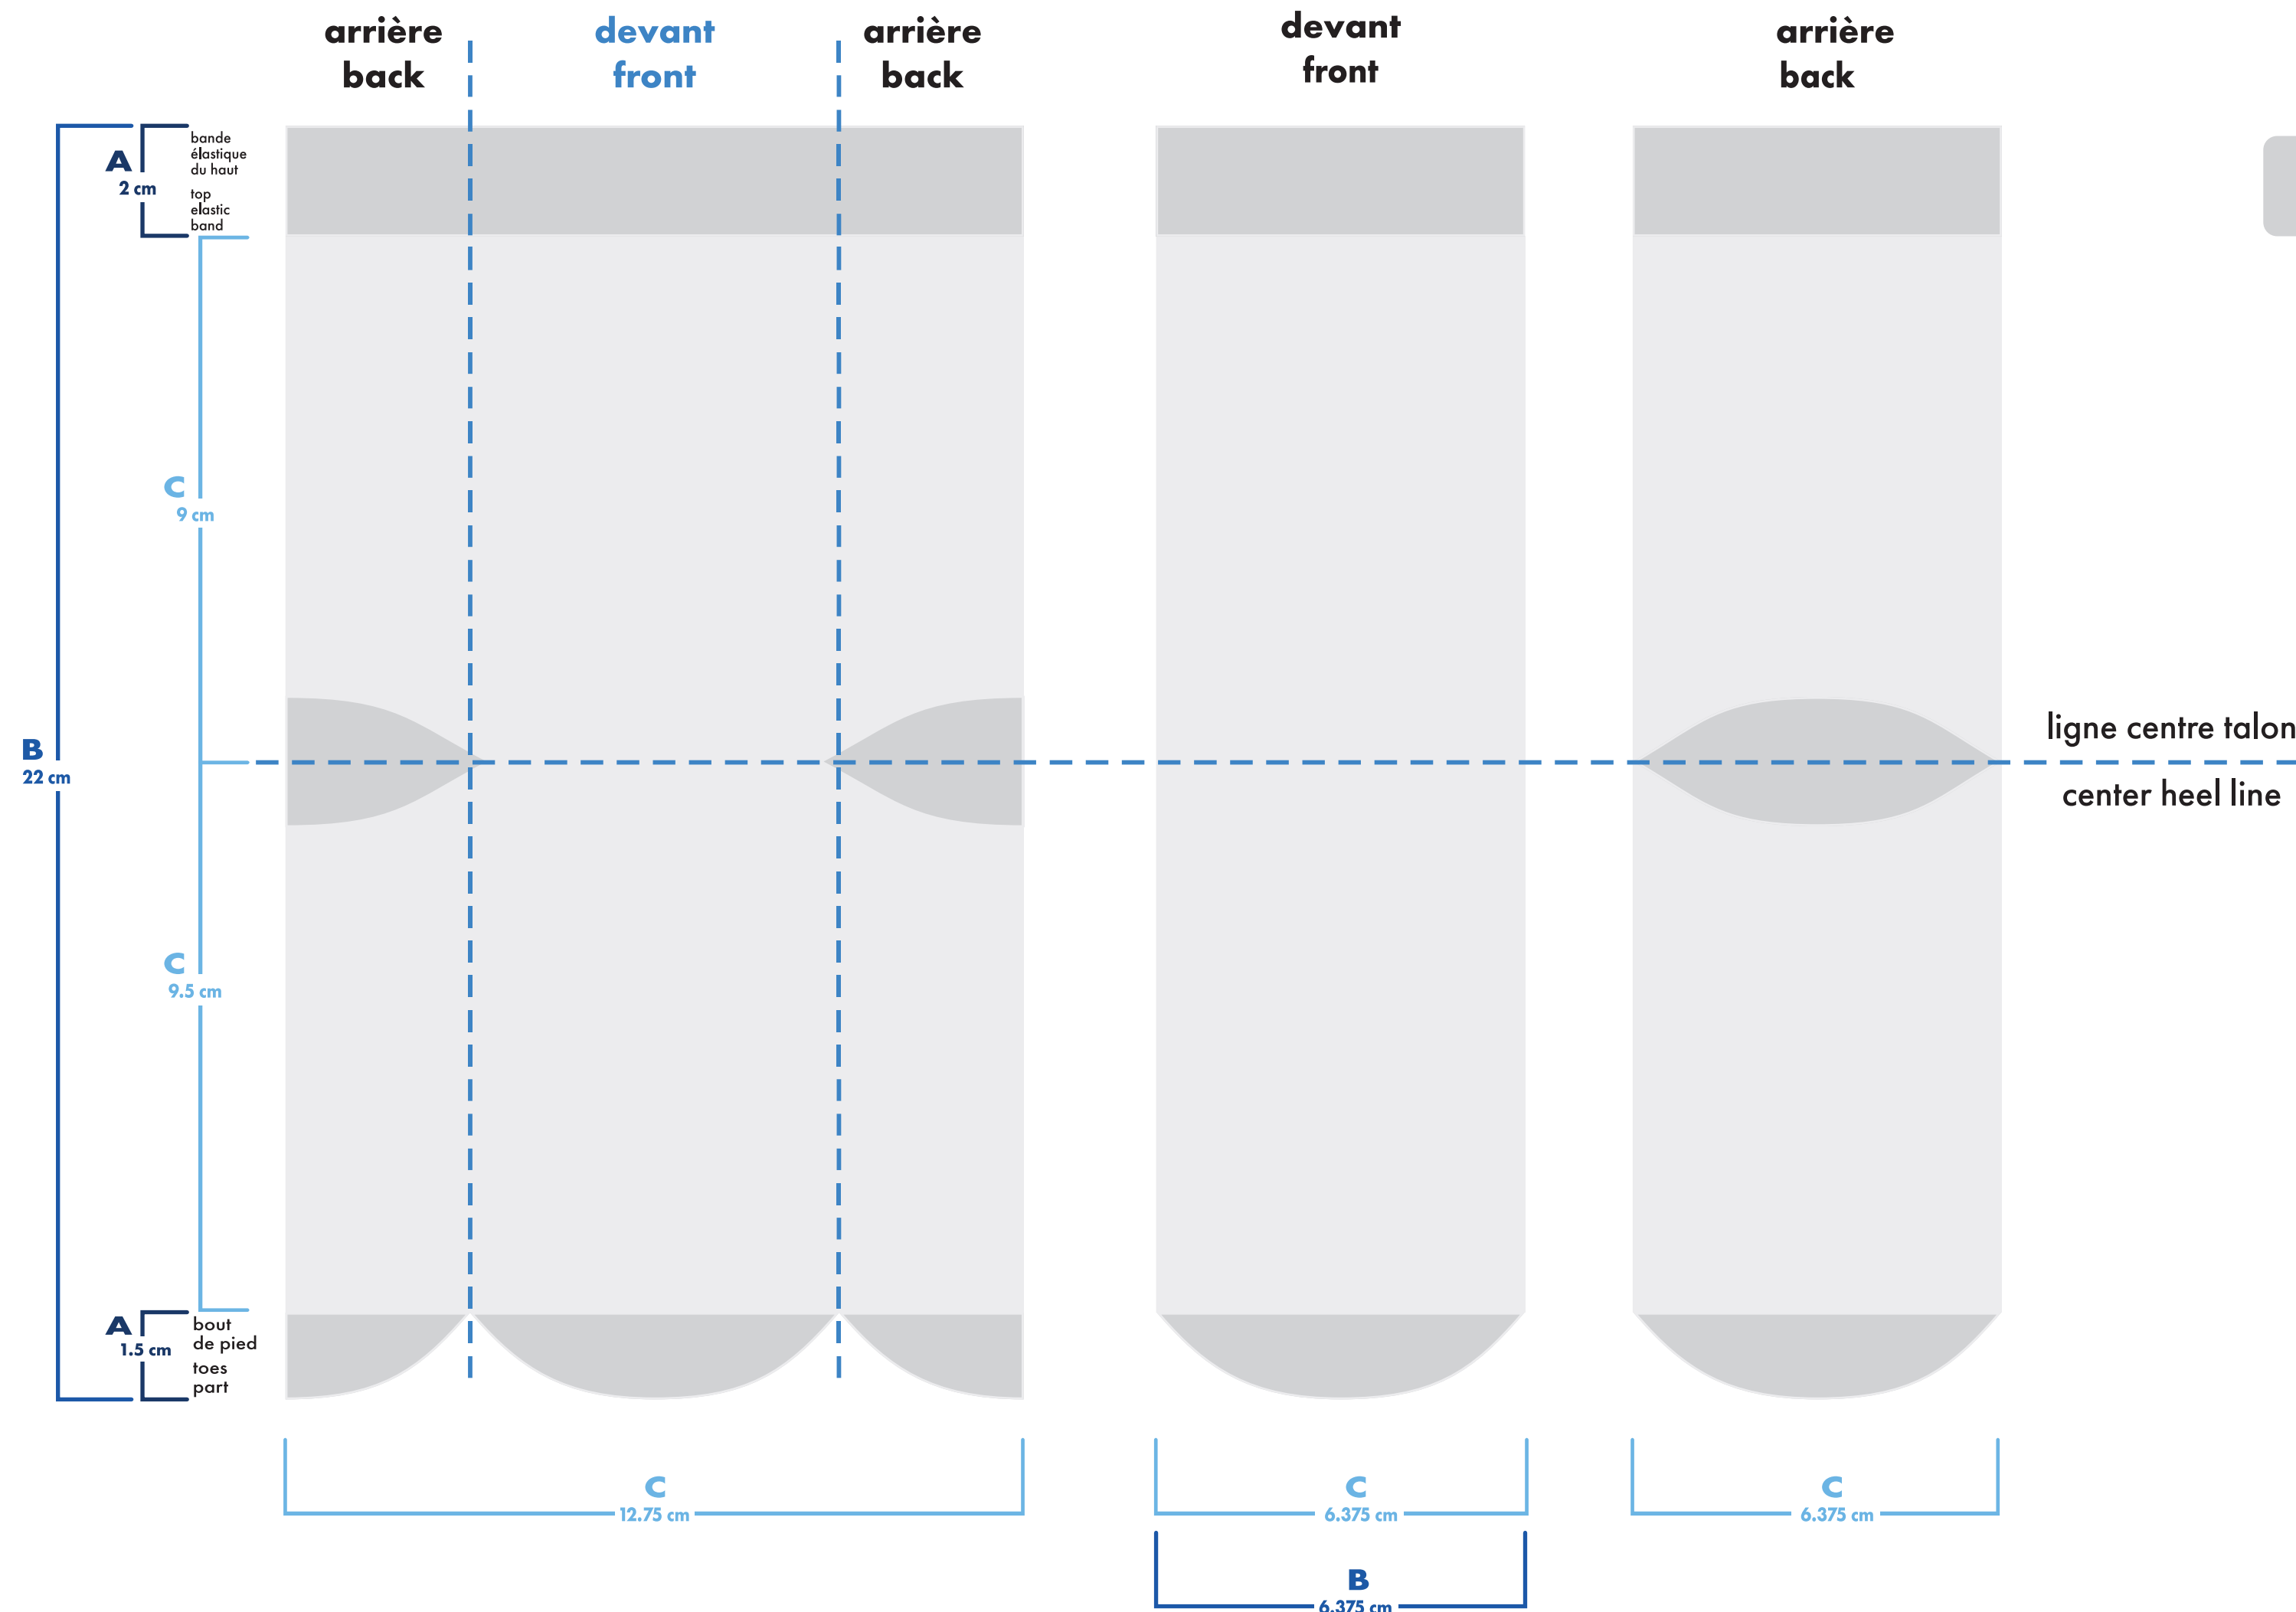 arrière
back
devant
front
arrière
back
devant
front
arrière
back
A
2 cm
bande
élastique
du haut
top
elastic
band
C
9 cm
B
22 cm
ligne centre talon
center heel line
C
9.5 cm
A
1.5 cm
bout
de pied
toes
part
C
12.75 cm
C
6.375 cm
C
6.375 cm
B
6.375 cm